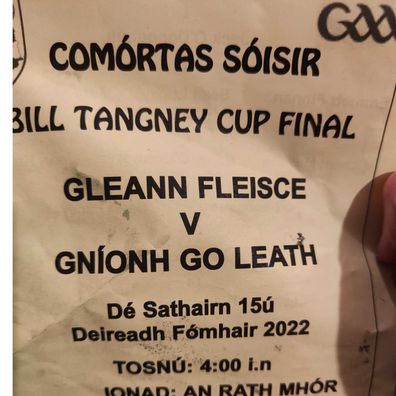 GAA
COMÓRTAS SÓISIR
BILL TANGNEY CUP FINAL
GLEANN FLEISCE
V
GNÍONH GO LEATH
Dé Sathairn 15ú
Deireadh Fómhair 2022
TOSNÚ: 4:00 i.n
IONAD: AN RATH MHÓR